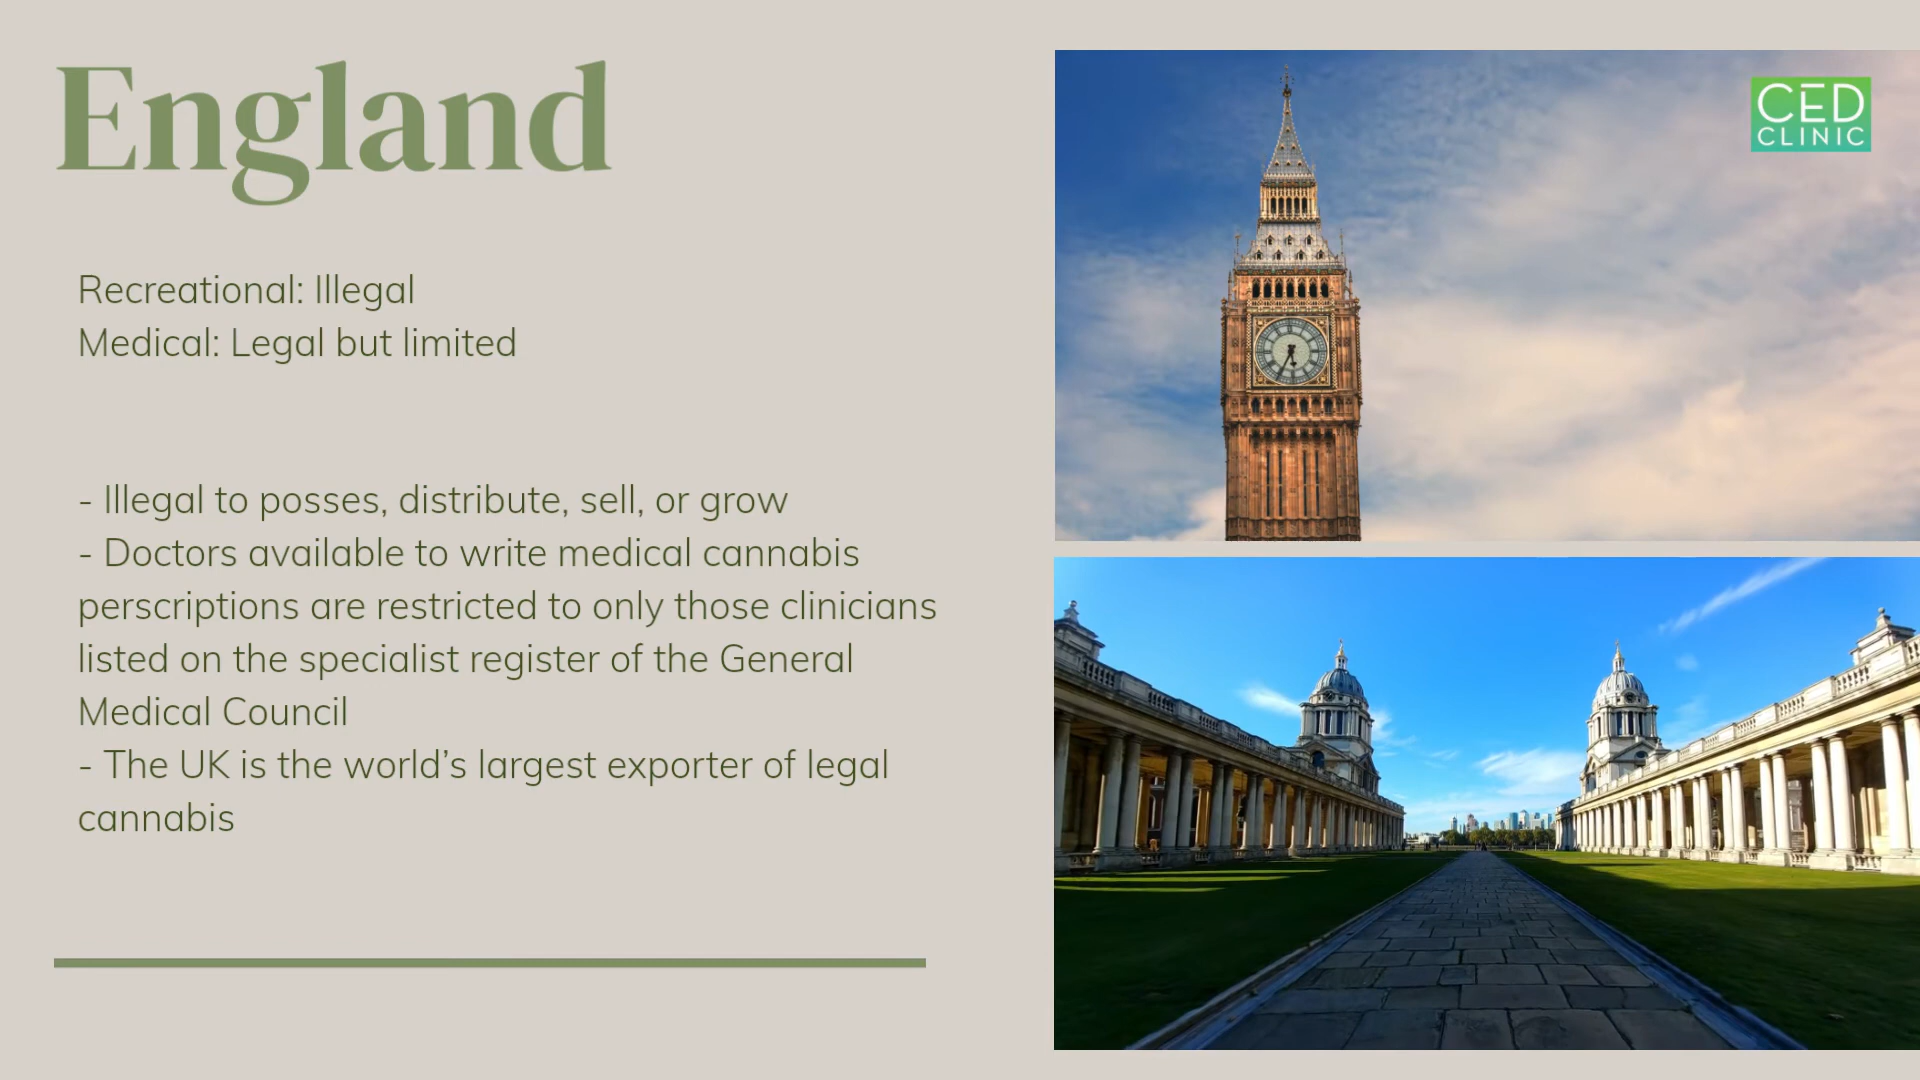 England
CED
CLINIC
Recreational: Illegal
Medical: Legal but limited
- Illegal to posses, distribute, sell, or grow
- Doctors available to write medical cannabis
perscriptions are restricted to only those clinicians
listed on the specialist register of the General
Medical Council
- The UK is the world’s largest exporter of legal
cannabis